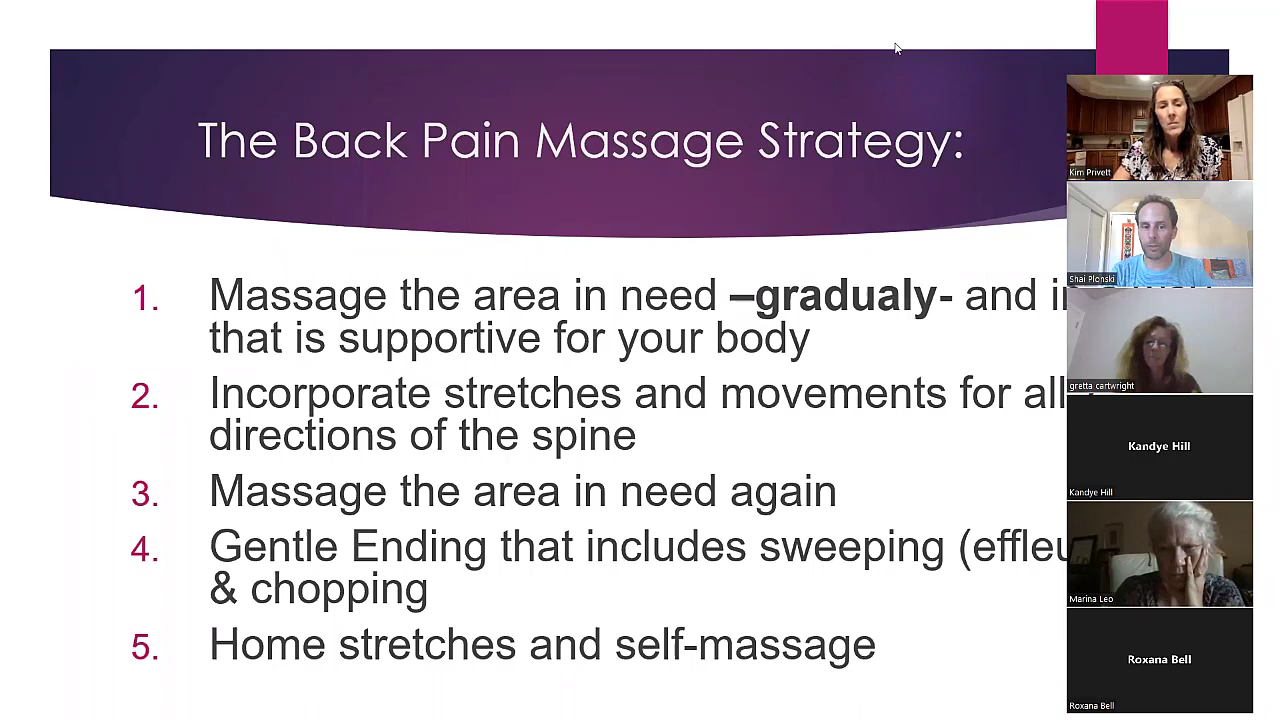 The Back Pain Massage Strategy:
1. Massage the area in need –gradualy- and
that is supportive for your body
2. Incorporate stretches and movements for all
directions of the spine
3. Massage the area in need again
4. Gentle Ending that includes sweeping
& chopping
5. Home stretches and self-massage
Kim Privett
Shai Plonski
gretta cartwright
Kandye Hill
Kandye Hill
Marina Leo
Roxana Bell
Roxana Bell